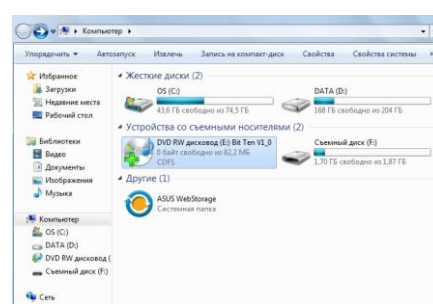 Компьютер
Упорядочить
Автозапуск
Извлечь
Запись на компакт-диск
Свойства
Свойства системы
Избранное
Загрузки
Недавние места
Рабочий стол
Библиотеки
Видео
Документы
Изображения
Музыка
Компьютер
OS (C:)
DATA (D:)
DVD RW дисковод (
Съемный диск (F:)
Сеть
Жесткие диски (2)
OS (C:)
43,6 ГБ свободно из 74,5 ГБ
DATA (D:)
168 ГБ свободно из 204 ГБ
Устройства со съемными носителями (2)
DVD RW дисковод (E:) Bit Ten V1_0
0 байт свободно из 82,2 МБ
CDFS
Съемный диск (F:)
1,70 ГБ свободно из 1,87 ГБ
Другие (1)
ASUS WebStorage
Системная папка